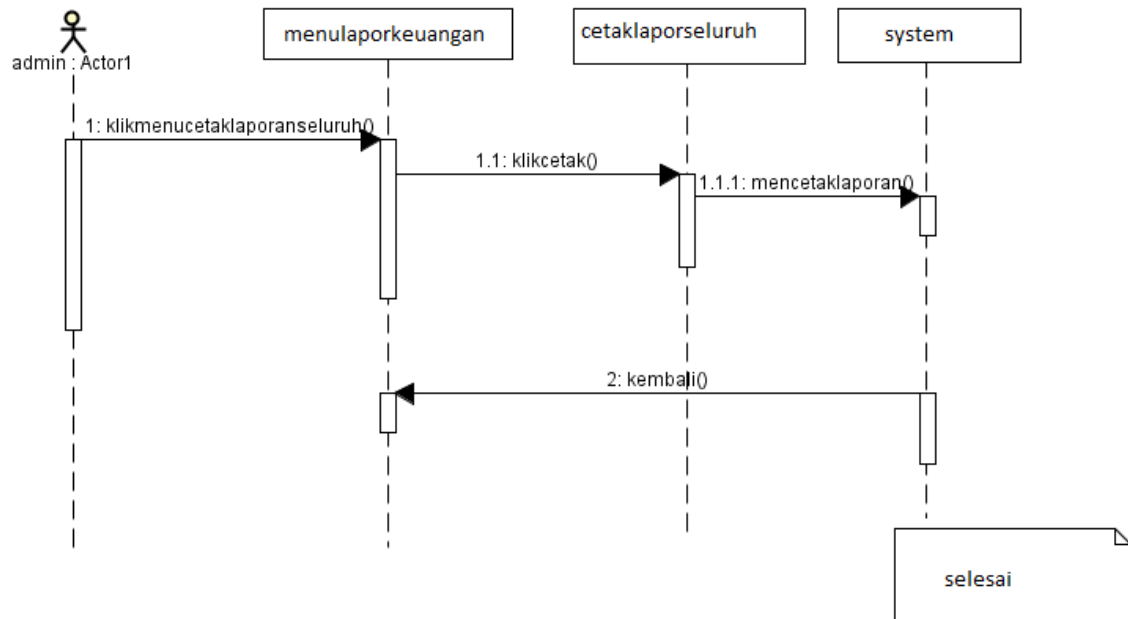 admin : Actor1
menulaporkeuangan
cetaklaporseluruh
system
1: klikmenucetaklaporanseluruh()
1.1: klikcetak()
1.1.1: mencetaklaporan()
2: kembali()
selesai